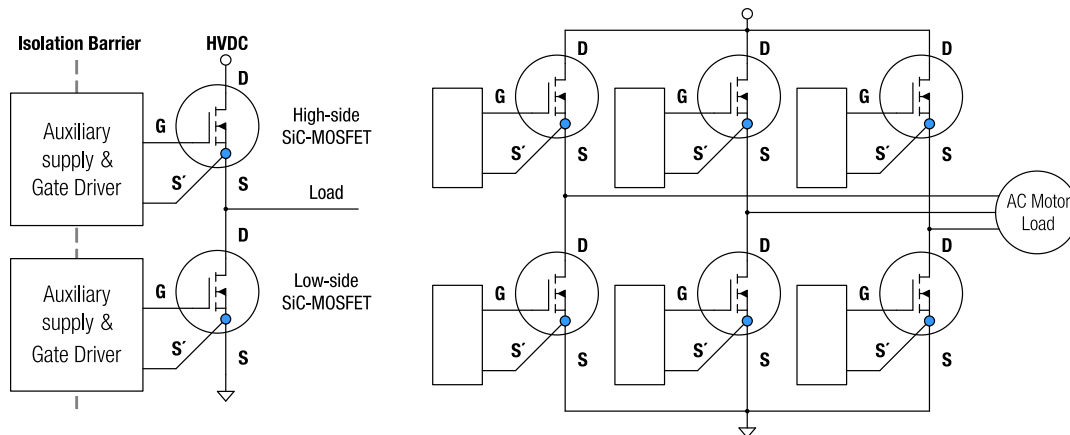 Isolation Barrier
HVDC
D
Auxiliary
supply &
Gate Driver
G
S´
S
High-side
SiC-MOSFET
Load
D
Auxiliary
supply &
Gate Driver
G
S´
S
Low-side
SiC-MOSFET
D
G
S´
S
D
G
S´
S
D
G
S´
S
AC Motor
Load
D
G
S´
S
D
G
S´
S
D
G
S´
S